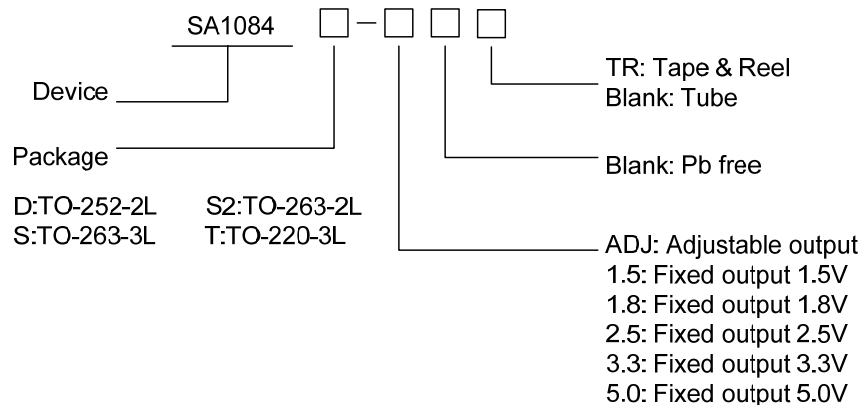 SA1084 □-□□□
Device
Package
D:TO-252-2L S2:TO-263-2L
S:TO-263-3L T:TO-220-3L
TR: Tape & Reel
Blank: Tube
Blank: Pb free
ADJ: Adjustable output
1.5: Fixed output 1.5V
1.8: Fixed output 1.8V
2.5: Fixed output 2.5V
3.3: Fixed output 3.3V
5.0: Fixed output 5.0V